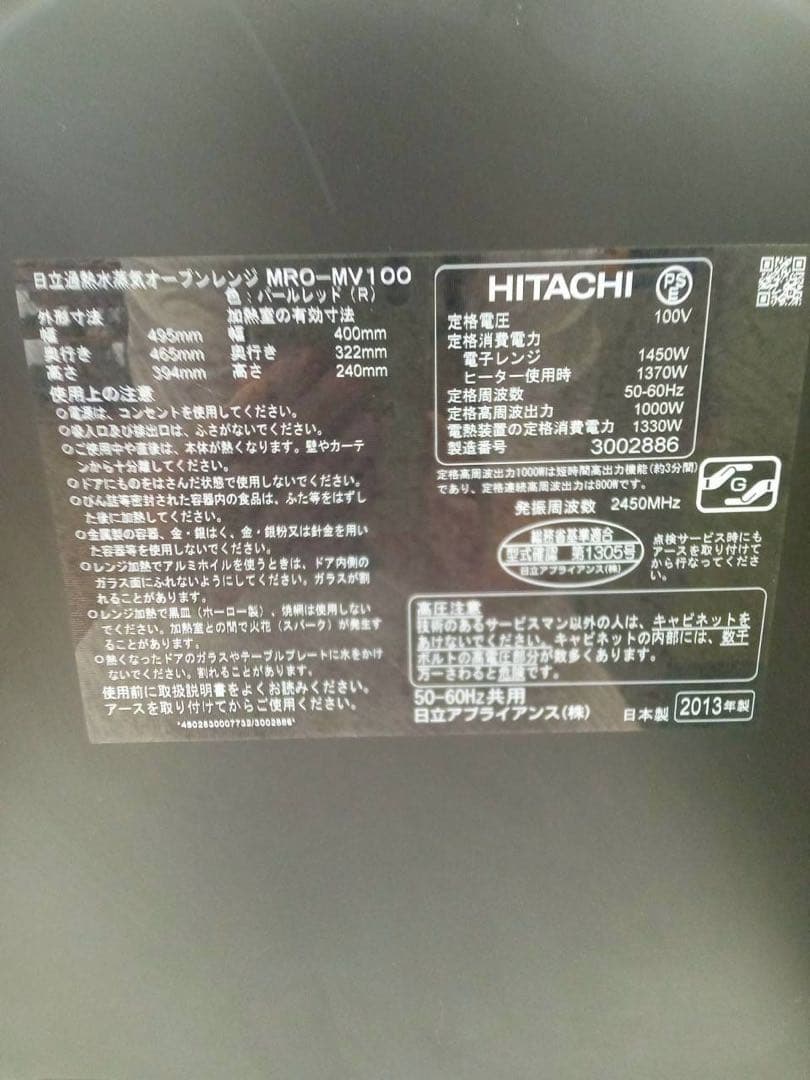 日立過熱水蒸気オーブンレンジ MRO-MV100
色：パールレッド（R）
外形寸法 加熱室の有効寸法
幅 495mm 幅 400mm
奥行き 465mm 奥行き 322mm
高さ 394mm 高さ 240mm
使用上の注意
○電源は、コンセントを使用してください。
○吸入口及び排出口は、ふさがないでください。
○ご使用中や直後は、本体が熱くなります。壁やカーテ
ンから十分離してください。
○ドアにものをはさんだ状態で使用しないでください。
○びん詰等密封された容器内の食品は、ふた等をはずし
た後に加熱してください。
○金属製の容器、金・銀はく、金・銀粉又は針金を用い
た容器等を使用しないでください。
○レンジ加熱でアルミホイルを使うときは、ドア内側の
ガラス面にふれないようにしてください。ガラスが割
れることがあります。
○レンジ加熱で黒皿（ホーロー製）、焼網は使用しない
でください。加熱室との間で火花（スパーク）が発生す
ることがあります。
○熱くなったドアのガラスやテーブルプレートに水をかけ
ないでください。割れることがあります。
使用前に取扱説明書をよくお読みください。
アースを取り付けてからご使用ください。
HITACHI PSE
定格電圧 100V
定格消費電力
電子レンジ 1450W
ヒーター使用時 1370W
定格周波数 50-60Hz
定格高周波出力 1000W
電熱装置の定格消費電力 1330W
製造番号 3002886
定格高周波出力1000Wは短時間高出力機能(約3分間)
であり、定格連続高周波出力は800Wです。
G
発振周波数 2450MHz
総務省基準適合
型式確認 第1305号
日立アプライアンス(株)
点検サービス時にも
アースを取り付けて
から行なってくださ
い。
高圧注意
技術のあるサービスマン以外の人は、キャビネットを
あけないでください。キャビネットの内部には、数千
ボルトの高電圧部分が数多くあります。
万一さわると危険です。
50-60Hz共用
日立アプライアンス(株) 日本製 2013年製